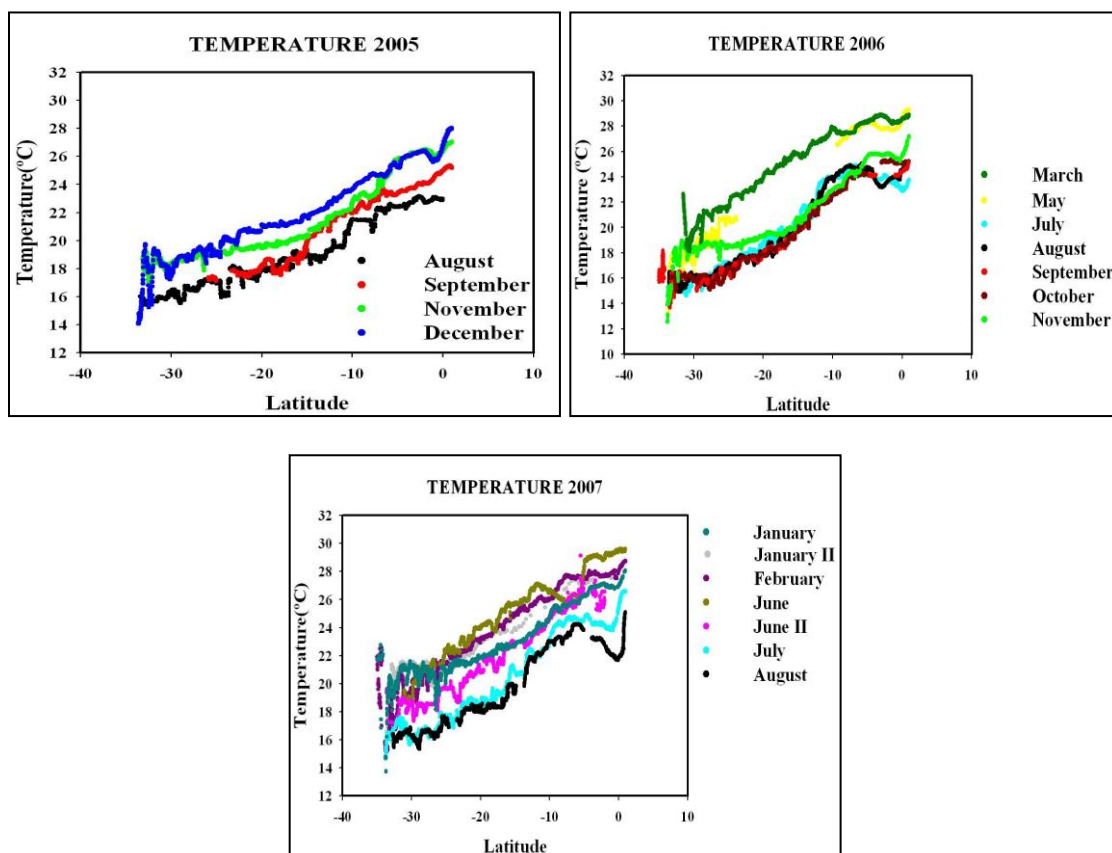 TEMPERATURE 2005
Temperature(ºC)
32
30
28
26
24
22
20
18
16
14
12
-40
-30
-20
-10
0
10
Latitude
August
September
November
December
TEMPERATURE 2006
Temperature (ºC)
32
30
28
26
24
22
20
18
16
14
12
10
-40
-30
-20
-10
0
10
Latitude
March
May
July
August
September
October
November
TEMPERATURE 2007
Temperature(ºC)
32
30
28
26
24
22
20
18
16
14
12
-40
-30
-20
-10
0
10
Latitude
January
January II
February
June
June II
July
August